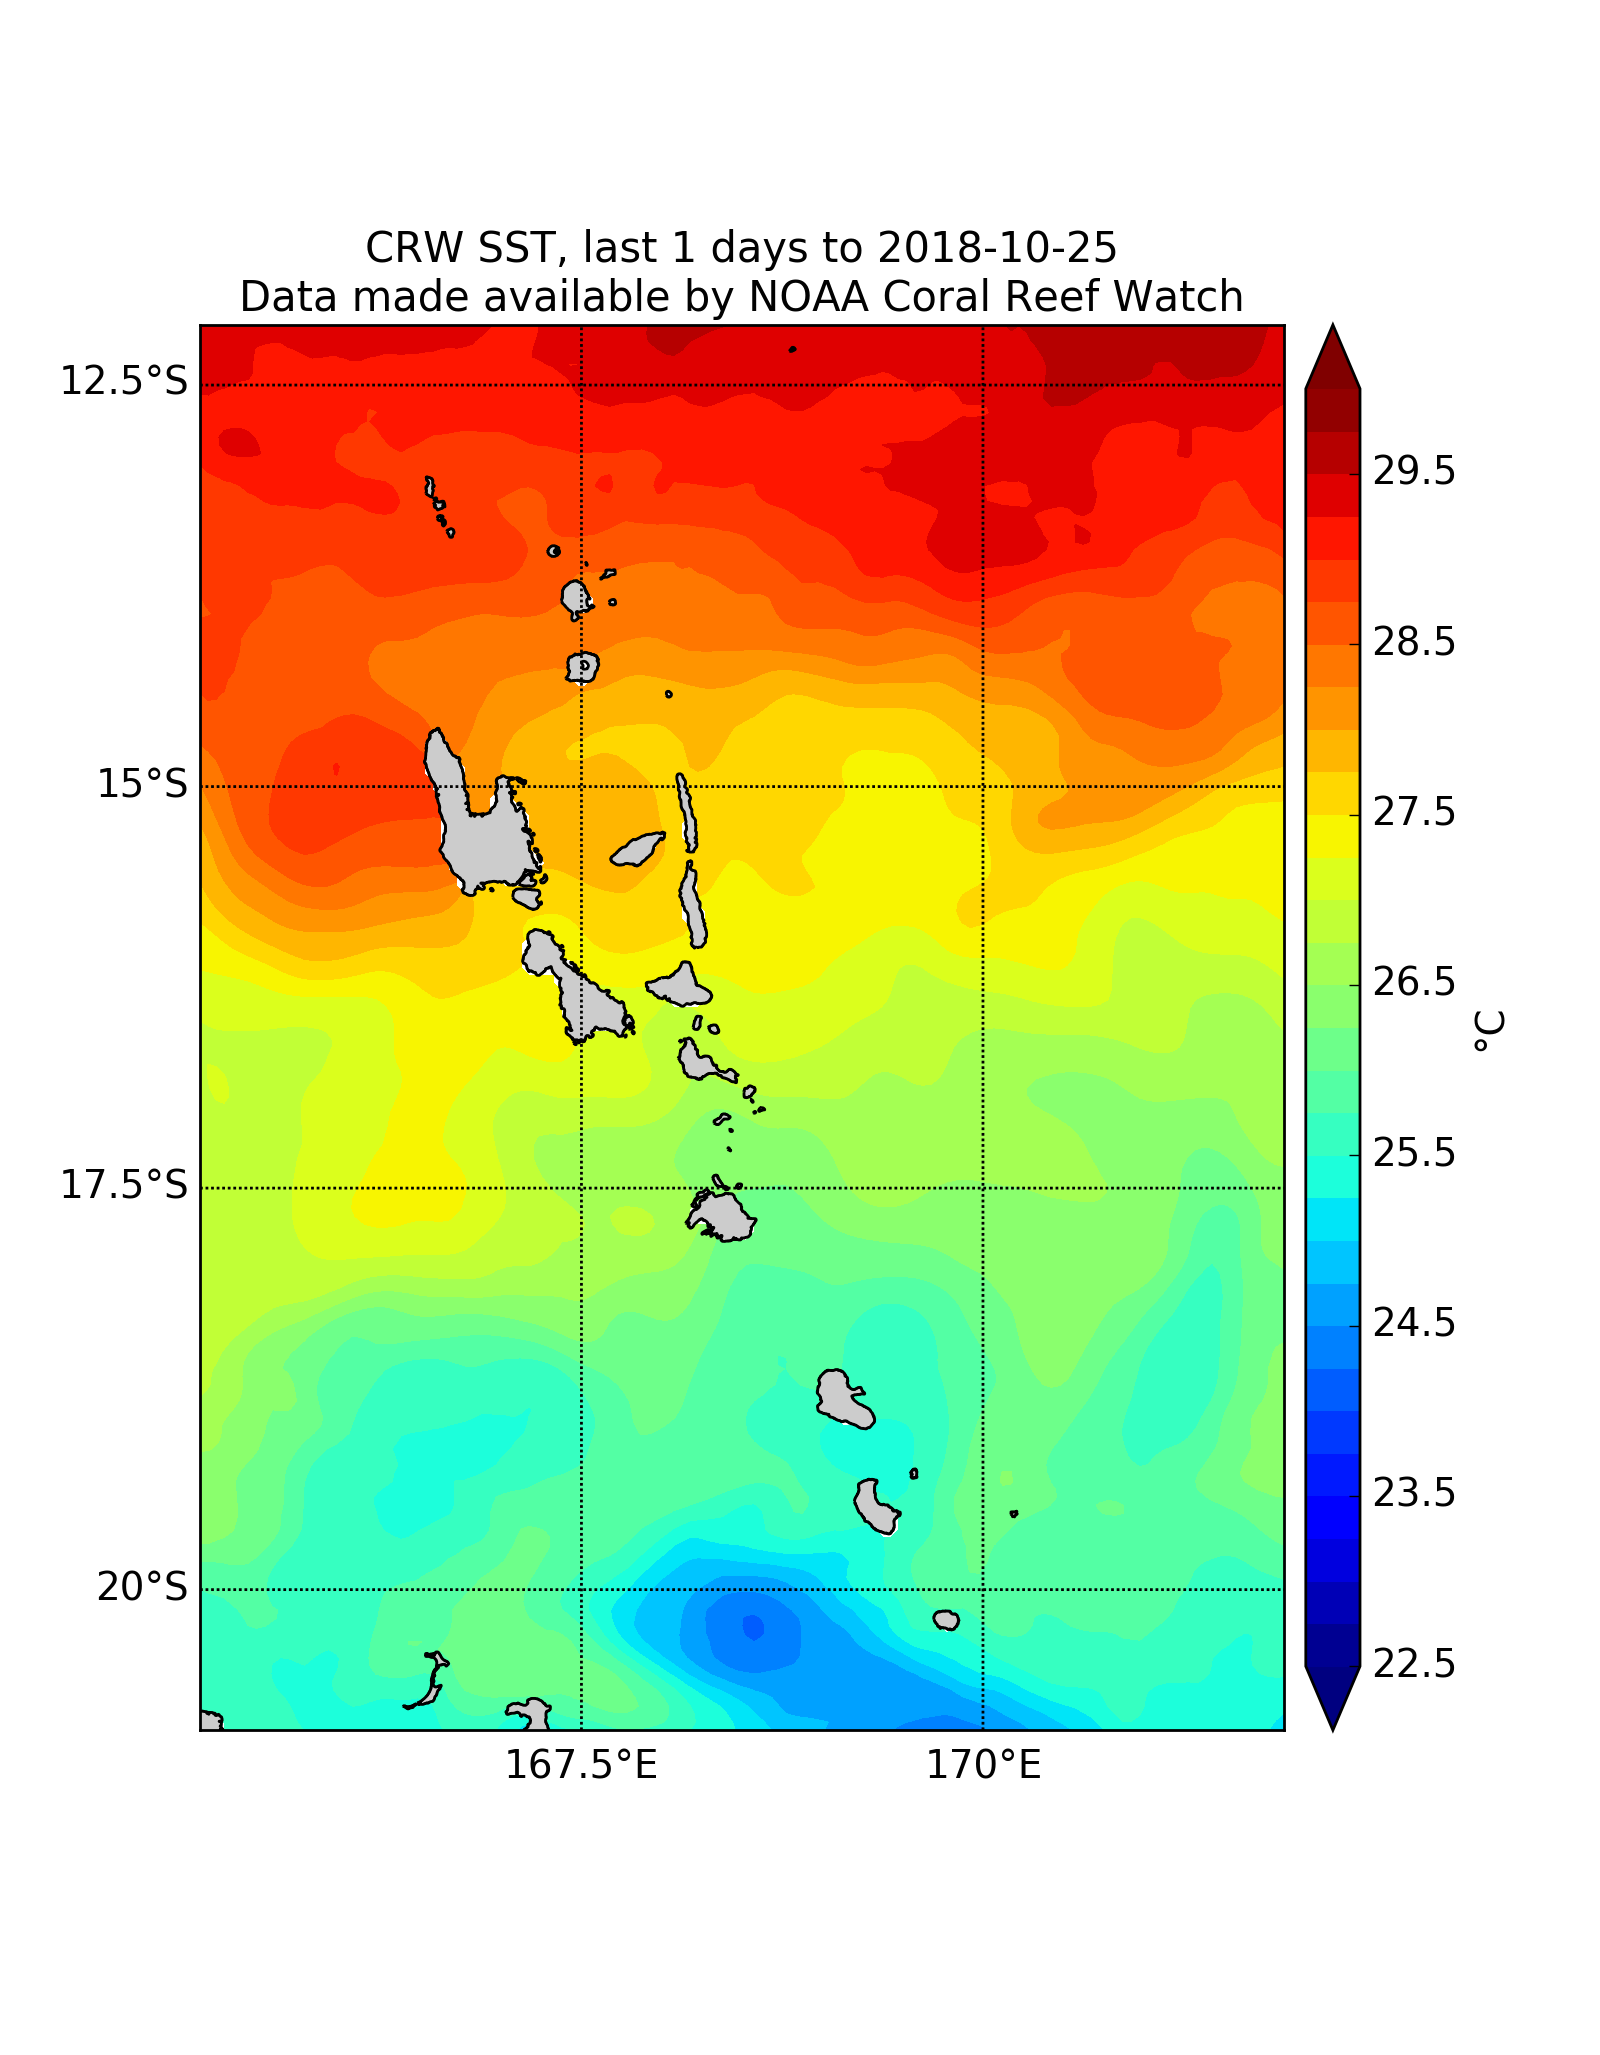 CRW SST, last 1 days to 2018-10-25
Data made available by NOAA Coral Reef Watch
12.5°S
15°S
17.5°S
20°S
167.5°E
170°E
29.5
28.5
27.5
26.5
25.5
24.5
23.5
22.5
°C